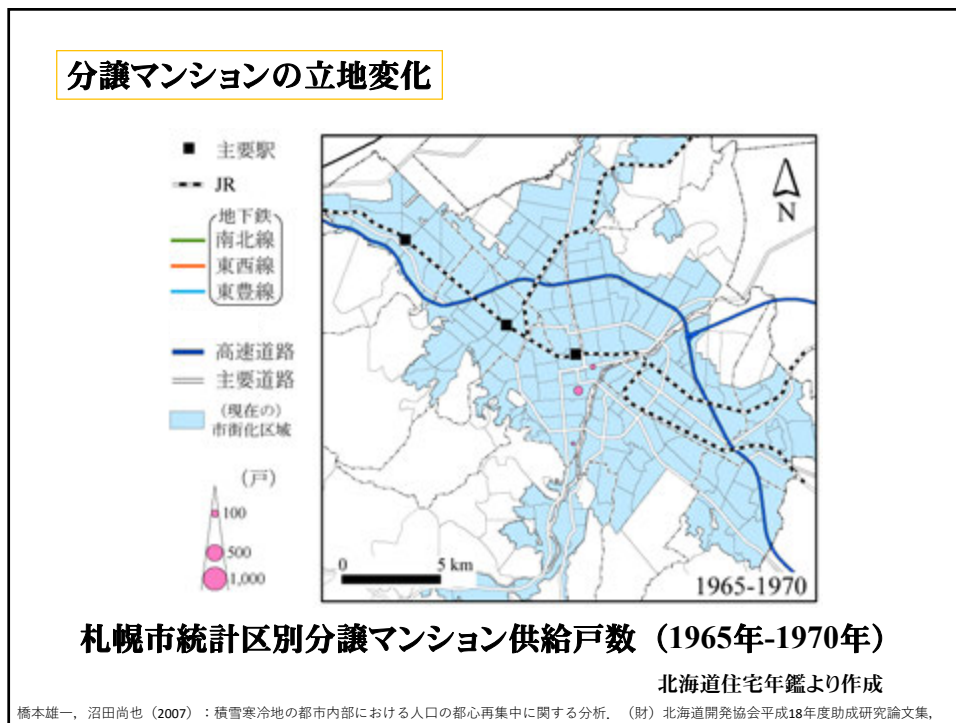 分譲マンションの立地変化
主要駅
JR
地下鉄
南北線
東西線
東豊線
高速道路
主要道路
(現在の)
市街化区域
(戸)
100
500
1,000
N
0 5 km
1965-1970
札幌市統計区別分譲マンション供給戸数（1965年-1970年）
北海道住宅年鑑より作成
橋本雄一，沼田尚也（2007）：積雪寒冷地の都市内部における人口の都心再集中に関する分析．（財）北海道開発協会平成18年度助成研究論文集，